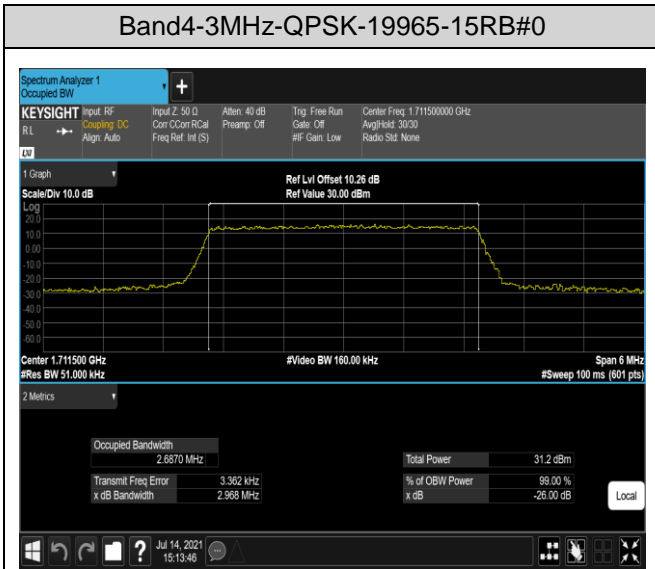 Band4-3MHz-QPSK-19965-15RB#0
Spectrum Analyzer 1
Occupied BW
+
KEYSIGHT Input: RF Input Z: 50 Ω Atten: 40 dB Trig: Free Run Center Freq: 1.711500000 GHz
RL Coupling: DC Corr CCorr RCal Preamp: Off Gate: Off Avg|Hold: 30/30
Align: Auto Freq Ref: Int (S) #IF Gain: Low Radio Std: None
LXI
1 Graph
Ref Lvl Offset 10.26 dB
Scale/Div 10.0 dB Ref Value 30.00 dBm
Log
20.0
10.0
0.00
-10.0
-20.0
-30.0
-40.0
-50.0
-60.0
Center 1.711500 GHz #Video BW 160.00 kHz Span 6 MHz
#Res BW 51.000 kHz #Sweep 100 ms (601 pts)
2 Metrics
Occupied Bandwidth
2.6870 MHz Total Power 31.2 dBm
Transmit Freq Error 3.362 kHz % of OBW Power 99.00 %
x dB Bandwidth 2.968 MHz x dB -26.00 dB
Local
? Jul 14, 2021
15:13:46